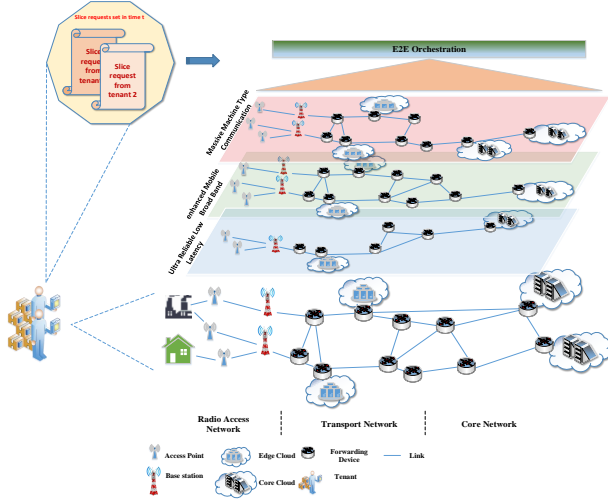 Slice requests set in time t
Slice
request
from
tenant
Slice
request
from
tenant 2
E2E Orchestration
Massive Machine Type
Communication
enhanced Mobile
Broad Band
Ultra Reliable Low
Latency
Radio Access
Network
Transport Network
Core Network
Access Point
Edge Cloud
Forwarding
Device
Link
Base station
Core Cloud
Tenant